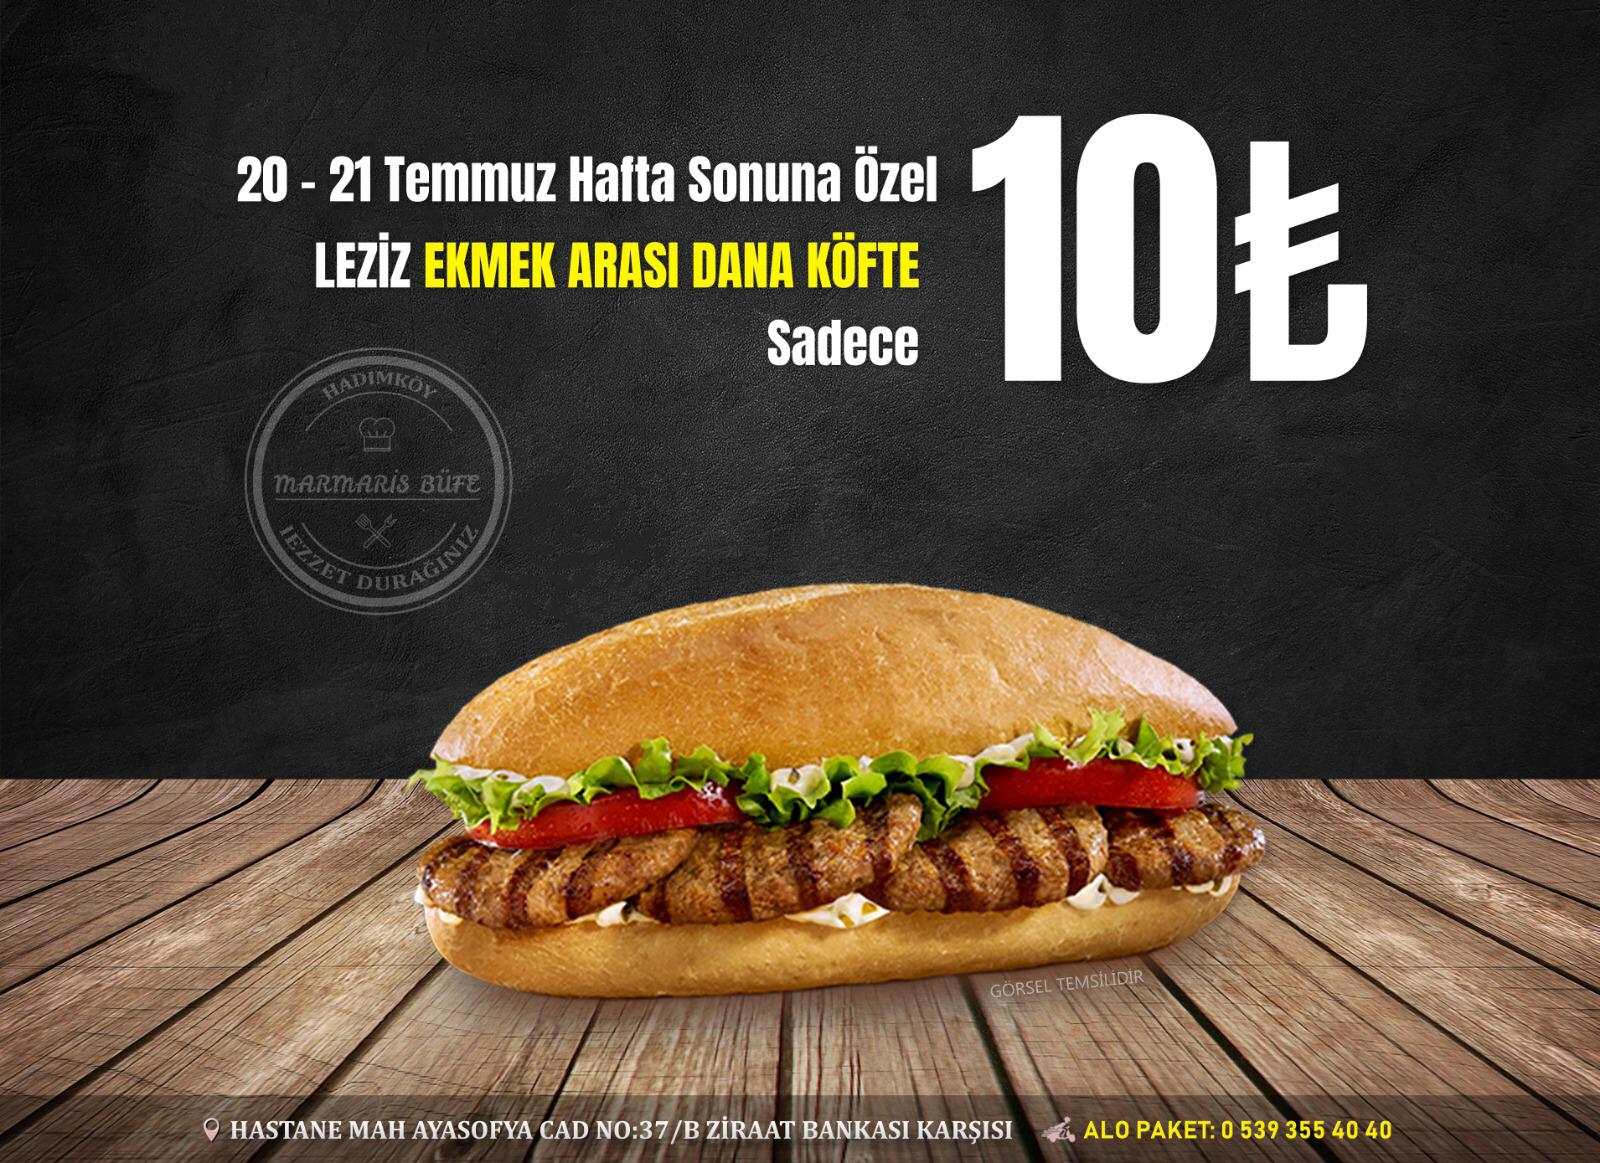 20 - 21 Temmuz Hafta Sonuna Özel
LEZİZ EKMEK ARASI DANA KÖFTE
Sadece
10₺
HADIMKÖY
MARMARİS BÜFE
lEZZET DURAĞINIZ
GÖRSEL TEMSİLİDİR
HASTANE MAH AYASOFYA CAD NO:37/B ZİRAAT BANKASI KARŞISI
ALO PAKET: 0 539 355 40 40